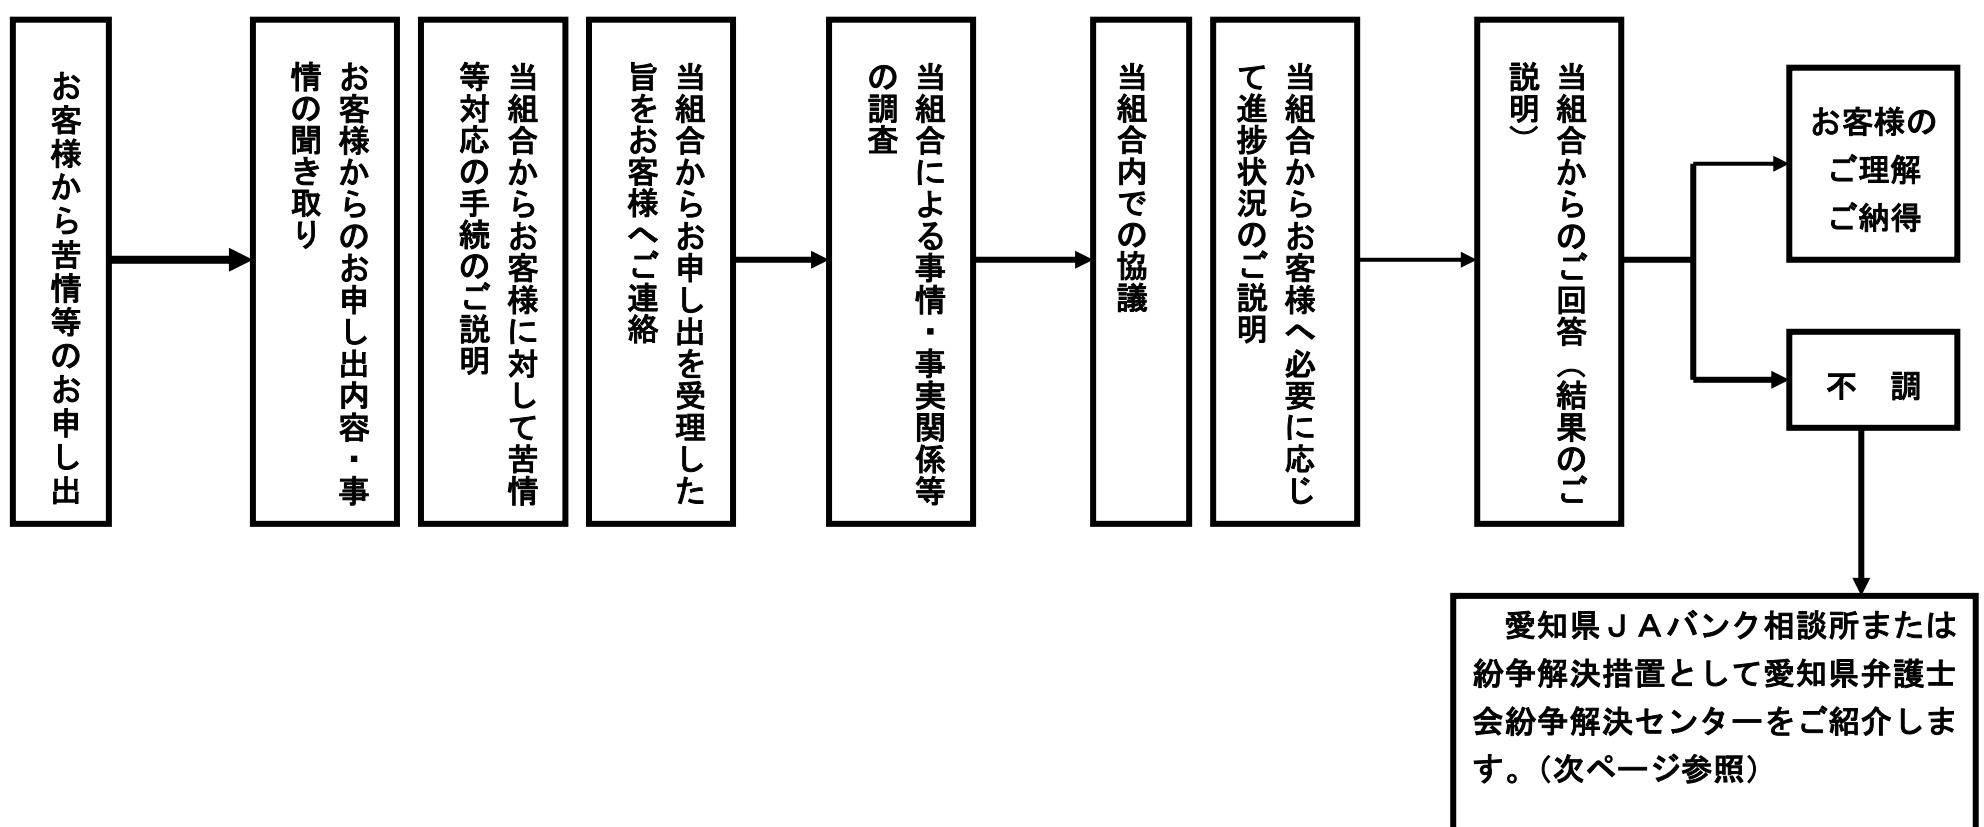 お客様から苦情等のお申し出
お客様からのお申し出内容・事
情の聞き取り
当組合からお客様に対して苦情
等対応の手続のご説明
当組合からお申し出を受理した
旨をお客様へご連絡
当組合による事情・事実関係等
の調査
当組合内での協議
当組合からお客様へ必要に応じ
て進捗状況のご説明
当組合からのご回答（結果のご
説明）
お客様の
ご理解
ご納得
不　調
愛知県ＪＡバンク相談所または
紛争解決措置として愛知県弁護士
会紛争解決センターをご紹介しま
す。（次ページ参照）